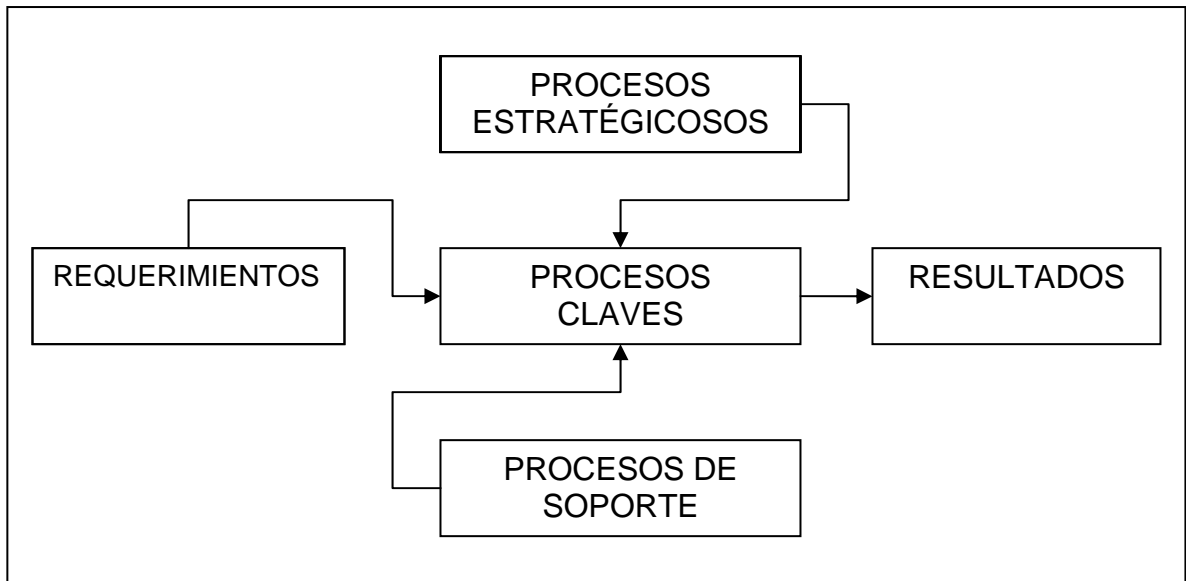 PROCESOS
ESTRATÉGICOSOS
REQUERIMIENTOS
PROCESOS
CLAVES
RESULTADOS
PROCESOS DE
SOPORTE